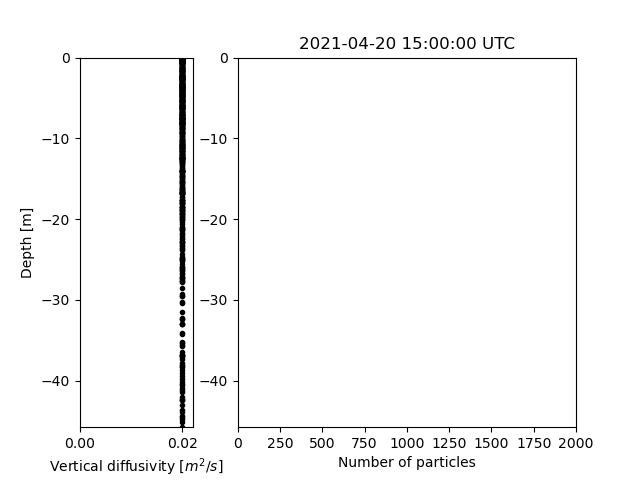 2021-04-20 15:00:00 UTC
0
−10
−20
−30
−40
Depth [m]
0.00 0.02
Vertical diffusivity [m²/s]
0
−10
−20
−30
−40
0 250 500 750 1000 1250 1500 1750 2000
Number of particles